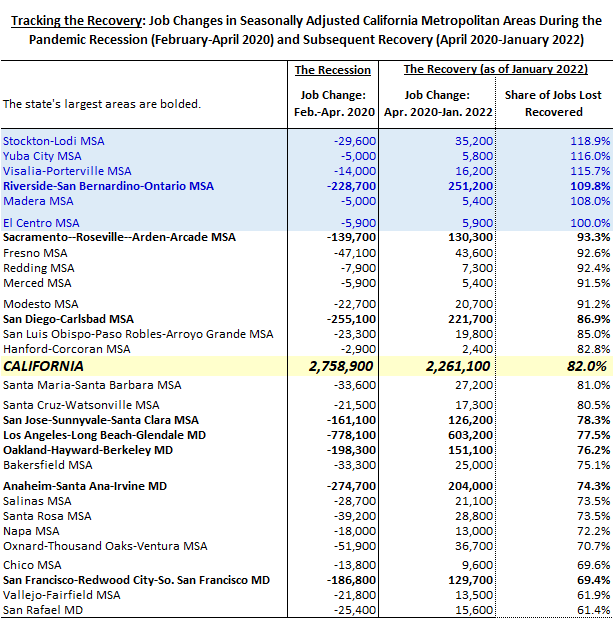 Tracking the Recovery: Job Changes in Seasonally Adjusted California Metropolitan Areas During the
Pandemic Recession (February-April 2020) and Subsequent Recovery (April 2020-January 2022)
The Recession The Recovery (as of January 2022)
The state's largest areas are bolded. Job Change: Feb.-Apr. 2020 Job Change: Apr. 2020-Jan. 2022 Share of Jobs Lost Recovered
Stockton-Lodi MSA -29,600 35,200 118.9%
Yuba City MSA -5,000 5,800 116.0%
Visalia-Porterville MSA -14,000 16,200 115.7%
Riverside-San Bernardino-Ontario MSA -228,700 251,200 109.8%
Madera MSA -5,000 5,400 108.0%
El Centro MSA -5,900 5,900 100.0%
Sacramento--Roseville--Arden-Arcade MSA -139,700 130,300 93.3%
Fresno MSA -47,100 43,600 92.6%
Redding MSA -7,900 7,300 92.4%
Merced MSA -5,900 5,400 91.5%
Modesto MSA -22,700 20,700 91.2%
San Diego-Carlsbad MSA -255,100 221,700 86.9%
San Luis Obispo-Paso Robles-Arroyo Grande MSA -23,300 19,800 85.0%
Hanford-Corcoran MSA -2,900 2,400 82.8%
CALIFORNIA 2,758,900 2,261,100 82.0%
Santa Maria-Santa Barbara MSA -33,600 27,200 81.0%
Santa Cruz-Watsonville MSA -21,500 17,300 80.5%
San Jose-Sunnyvale-Santa Clara MSA -161,100 126,200 78.3%
Los Angeles-Long Beach-Glendale MD -778,100 603,200 77.5%
Oakland-Hayward-Berkeley MD -198,300 151,100 76.2%
Bakersfield MSA -33,300 25,000 75.1%
Anaheim-Santa Ana-Irvine MD -274,700 204,000 74.3%
Salinas MSA -28,700 21,100 73.5%
Santa Rosa MSA -39,200 28,800 73.5%
Napa MSA -18,000 13,000 72.2%
Oxnard-Thousand Oaks-Ventura MSA -51,900 36,700 70.7%
Chico MSA -13,800 9,600 69.6%
San Francisco-Redwood City-So. San Francisco MD -186,800 129,700 69.4%
Vallejo-Fairfield MSA -21,800 13,500 61.9%
San Rafael MD -25,400 15,600 61.4%